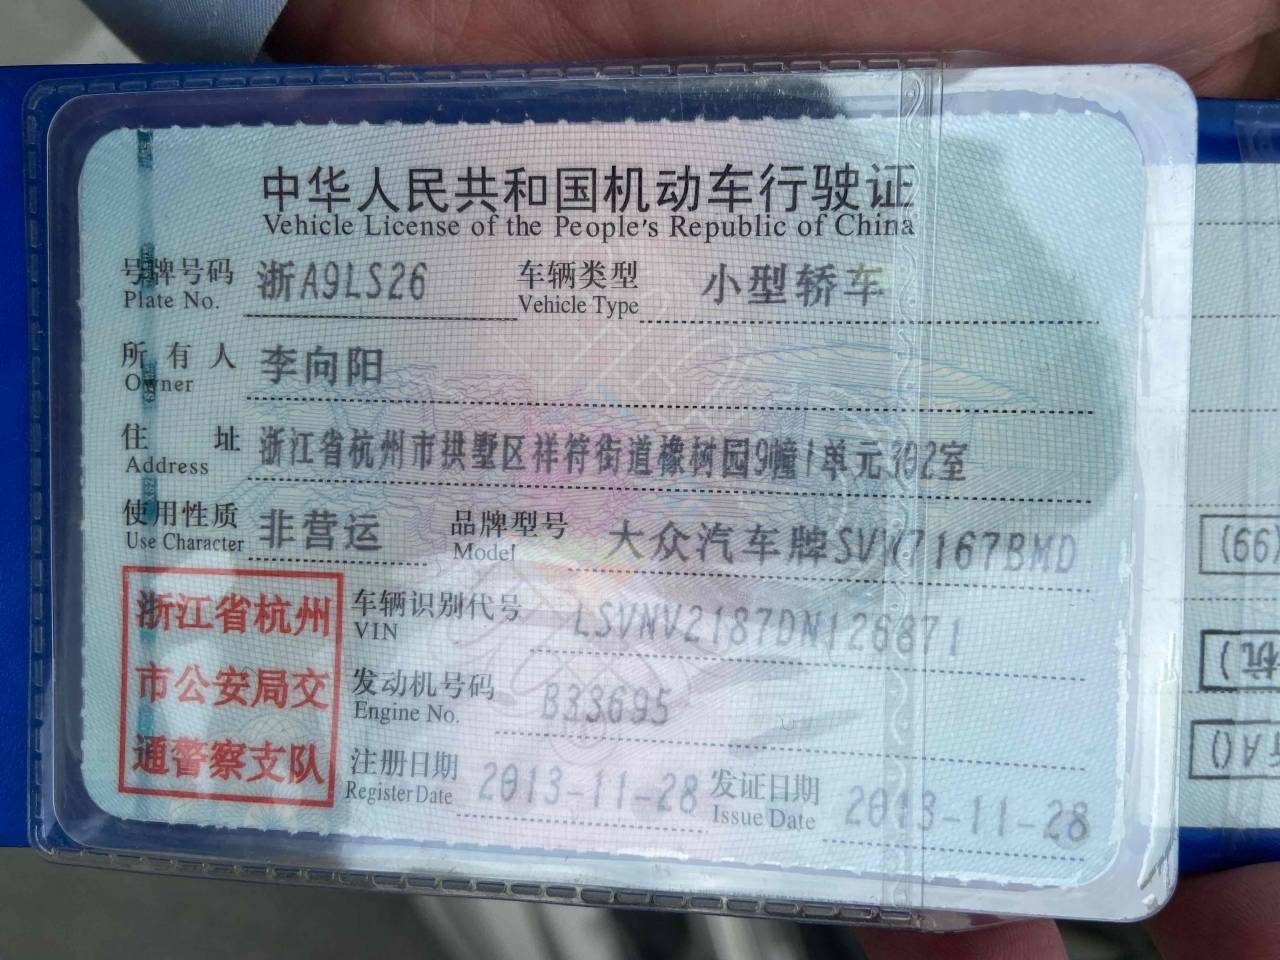 中华人民共和国机动车行驶证
Vehicle License of the People's Republic of China
号牌号码 浙A9LS26 车辆类型 小型轿车
Plate No. Vehicle Type
所有人 李向阳
Owner
住址 浙江省杭州市拱墅区祥符街道橡树园9幢1单元302室
Address
使用性质 非营运 品牌型号 大众汽车牌SVW7167BMD
Use Character Model
浙江省杭州
市公安局交
通警察支队
车辆识别代号 LSVNV2187DN126871
VIN
发动机号码 B33695
Engine No.
注册日期 2013-11-28 发证日期 2013-11-28
Register Date Issue Date